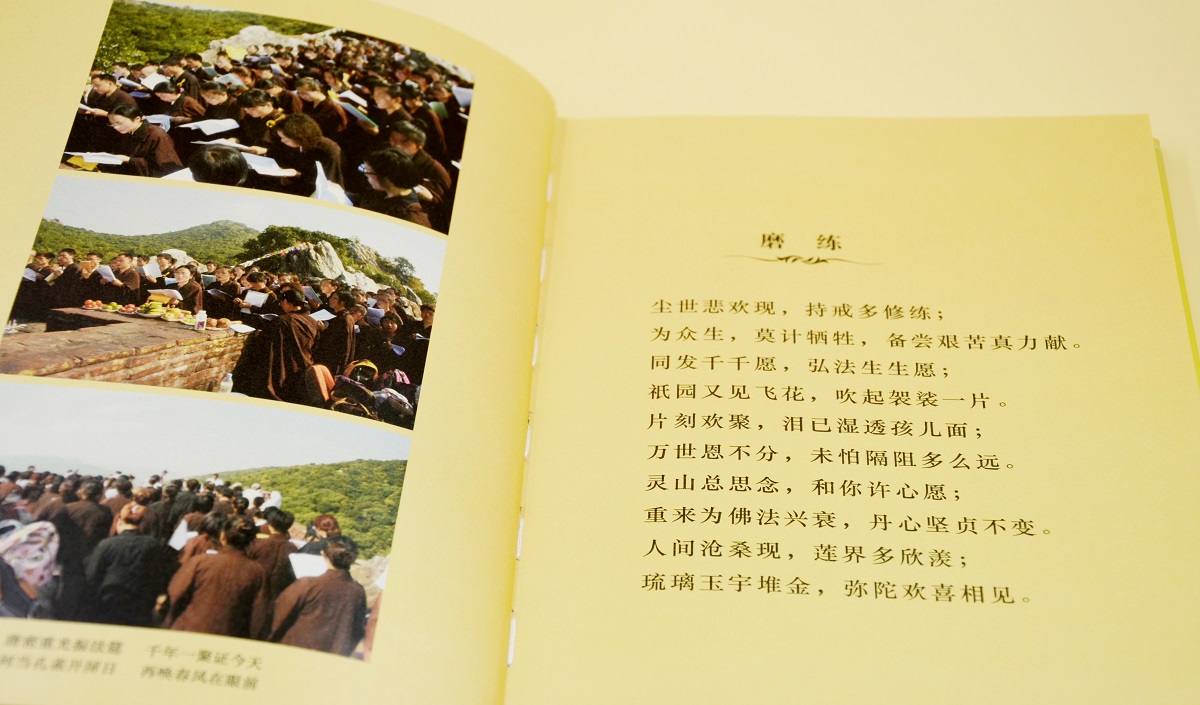 千年一聚证今天
再唤春风在眼前
磨练
尘世悲欢现，持戒多修练；
为众生，莫计牺牲，备尝艰苦真力献。
同发千千愿，弘法生生愿；
祇园又见飞花，吹起袈裟一片。
片刻欢聚，泪已湿透孩儿面；
万世恩不分，未怕隔阻多么远。
灵山总思念，和你许心愿；
重来为佛法兴衰，丹心坚贞不变。
人间沧桑现，莲界多欣羡；
琉璃玉宇堆金，弥陀欢喜相见。